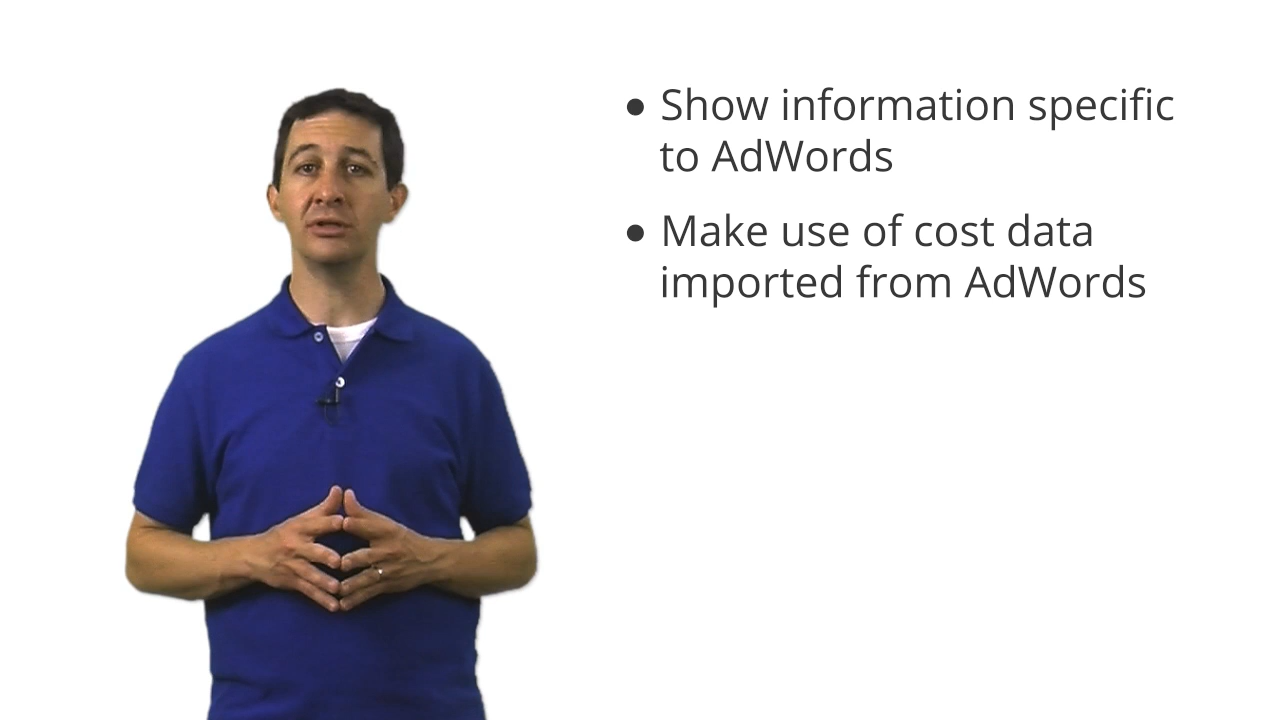 • Show information specific
to AdWords
• Make use of cost data
imported from AdWords